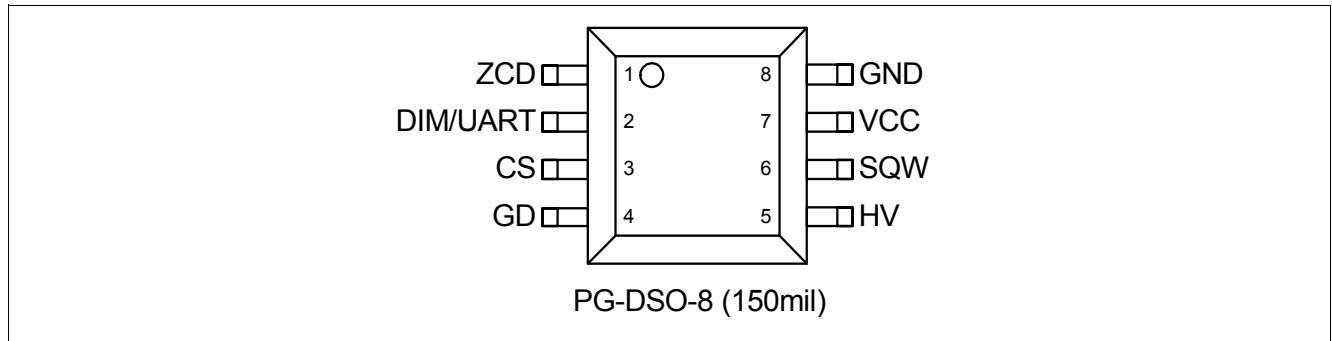 ZCD 1 8 GND
DIM/UART 2 7 VCC
CS 3 6 SQW
GD 4 5 HV
PG-DSO-8 (150mil)